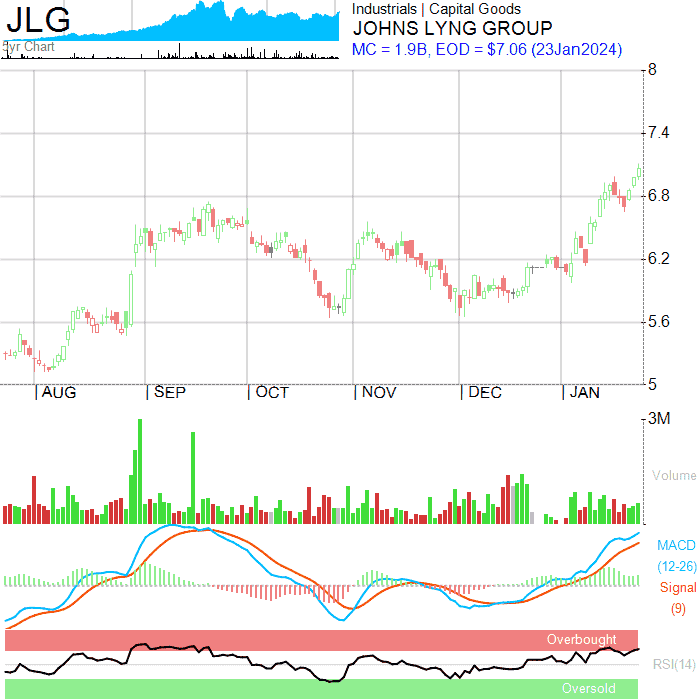 JLG
5yr Chart
Industrials | Capital Goods
JOHNS LYNG GROUP
MC = 1.9B, EOD = $7.06 (23Jan2024)
8
7.4
6.8
6.2
5.6
5
| AUG | SEP | OCT | NOV | DEC | JAN
3M
Volume
MACD
(12-26)
Signal
(9)
Overbought
RSI(14)
Oversold